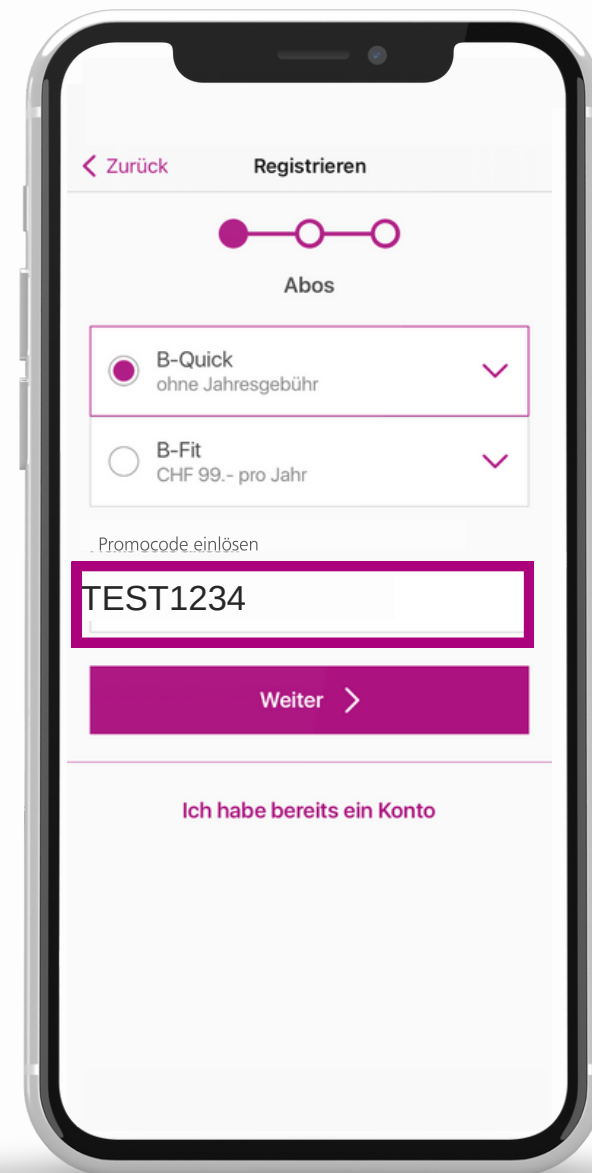 Zurück
Registrieren
Abos
B-Quick
ohne Jahresgebühr
B-Fit
CHF 99.- pro Jahr
Promocode einlösen
TEST1234
Weiter
Ich habe bereits ein Konto